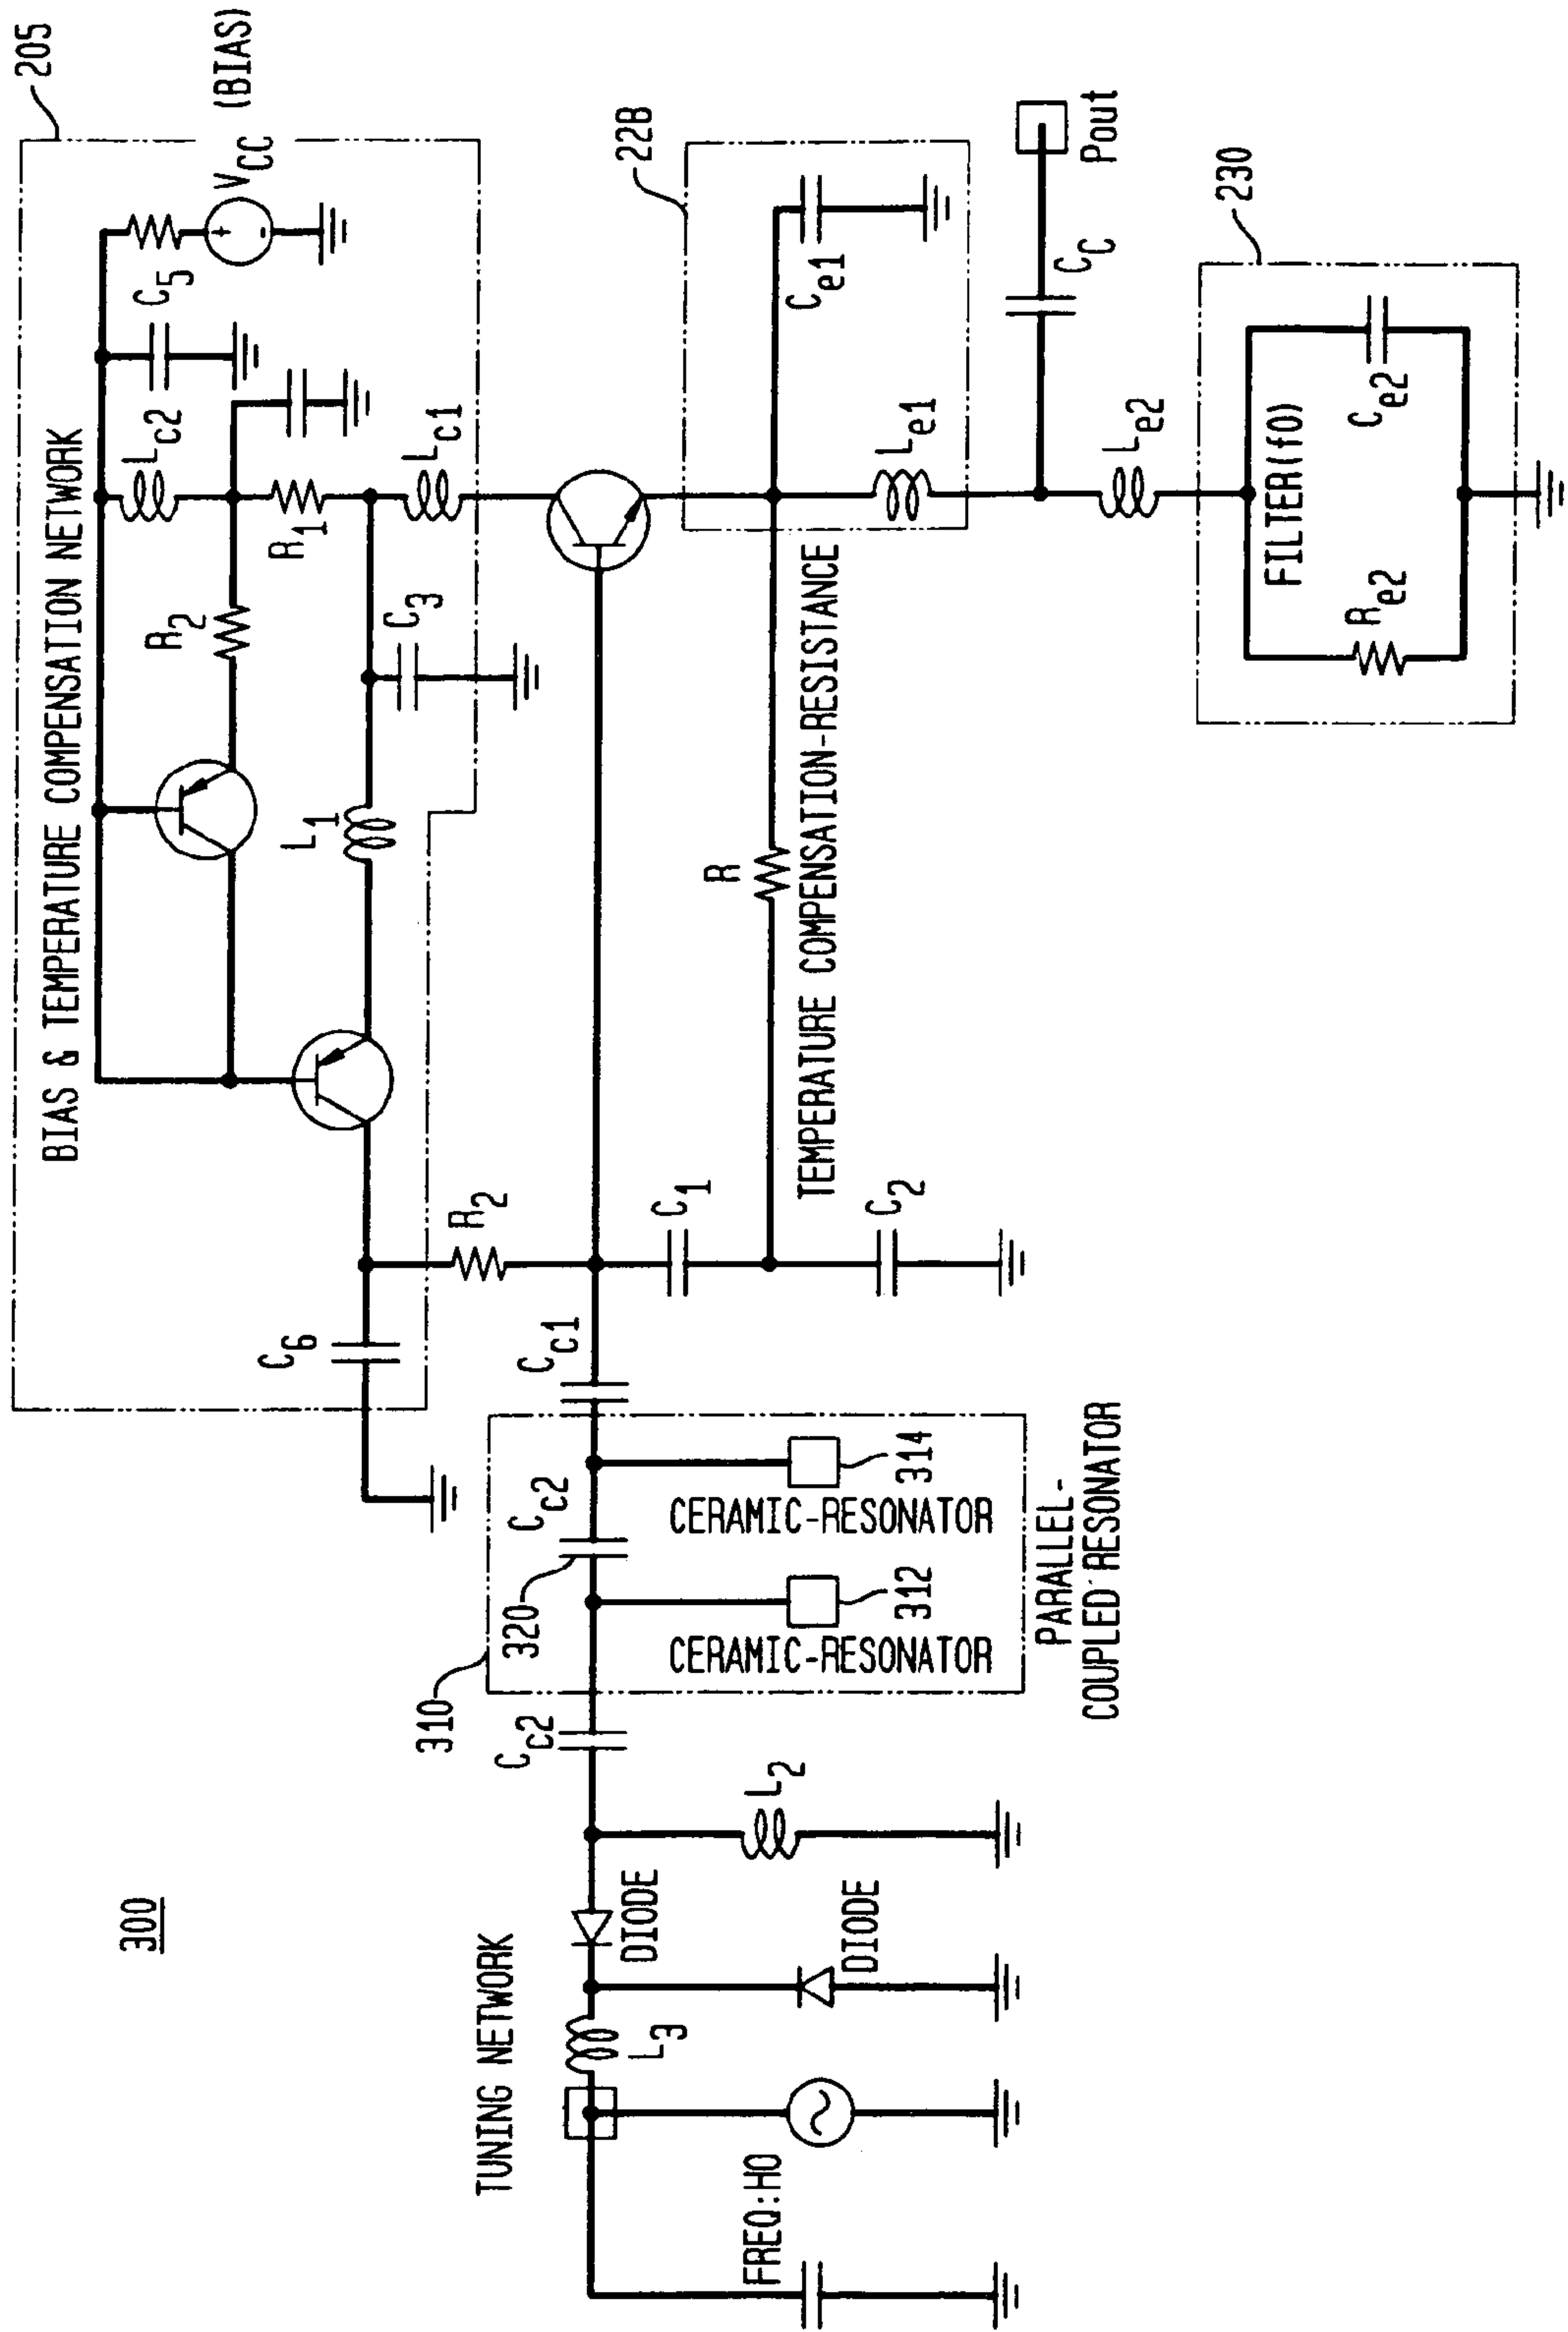 300
205
BIAS & TEMPERATURE COMPENSATION NETWORK
VCC (BIAS)
C5
Lc2
R1
Lc1
R2
C3
L1
C6
R2
22B
Ce1
Le1
Pout
CC
Le2
230
FILTER(f0)
Ce2
Re2
R
TEMPERATURE COMPENSATION-RESISTANCE
C1
C2
Cc1
Cc2
320
310
314
CERAMIC-RESONATOR
312
CERAMIC-RESONATOR
PARALLEL-
COUPLED RESONATOR
Cc2
L2
TUNING NETWORK
DIODE
DIODE
L3
FREQ:HO